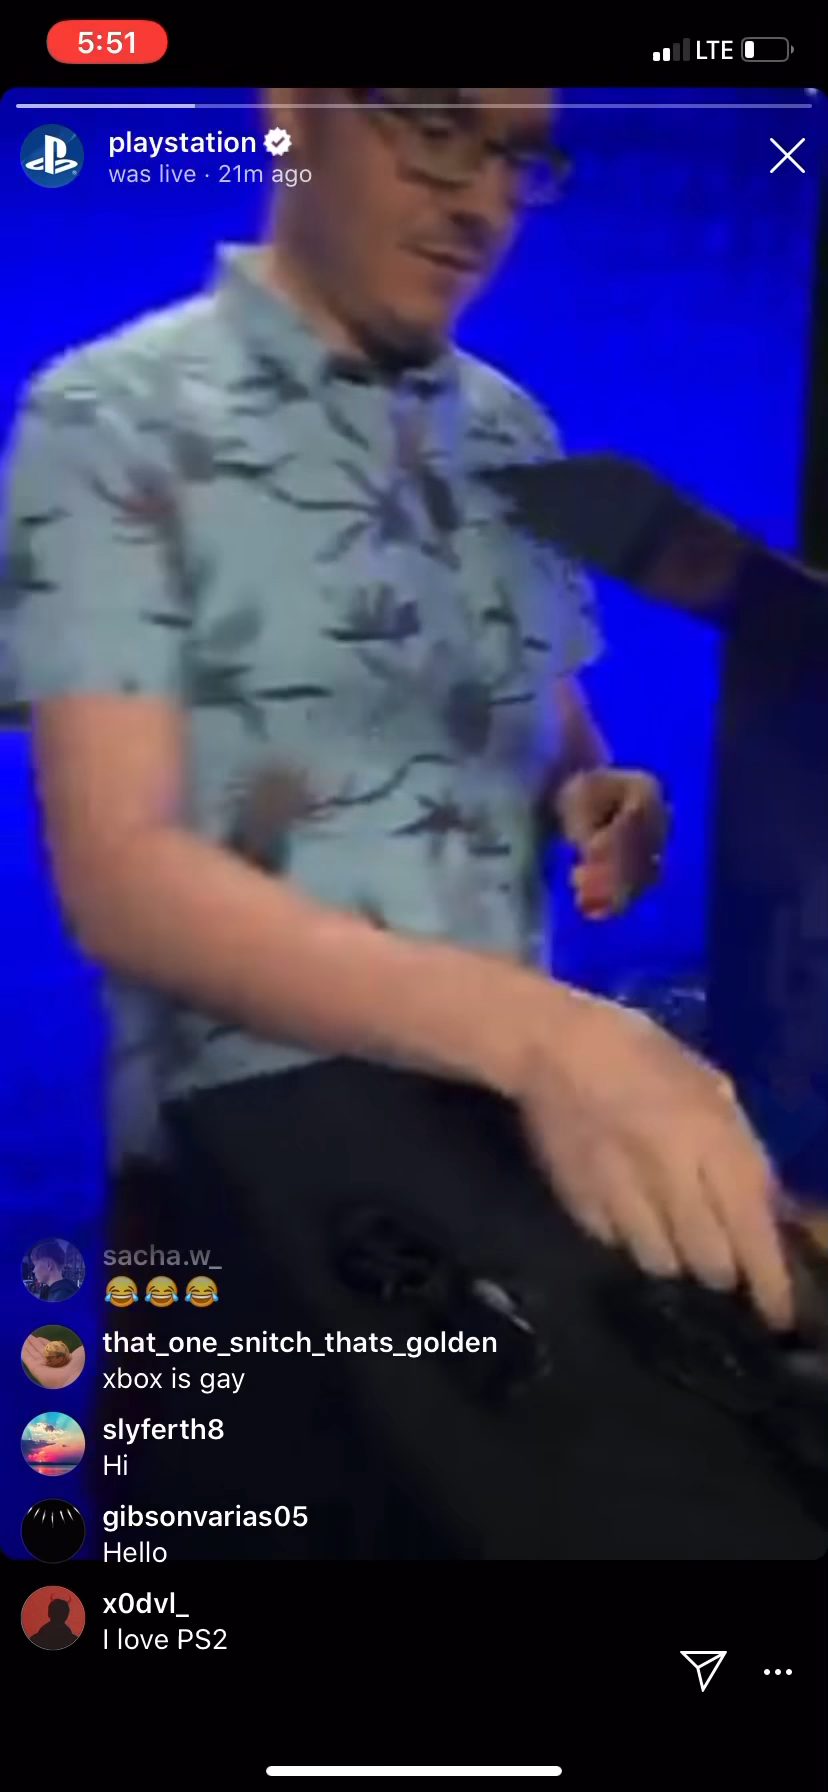 5:51
LTE
playstation
was live · 21m ago
sacha.w_
😂😂😂
that_one_snitch_thats_golden
xbox is gay
slyferth8
Hi
gibsonvarias05
Hello
x0dvl_
I love PS2